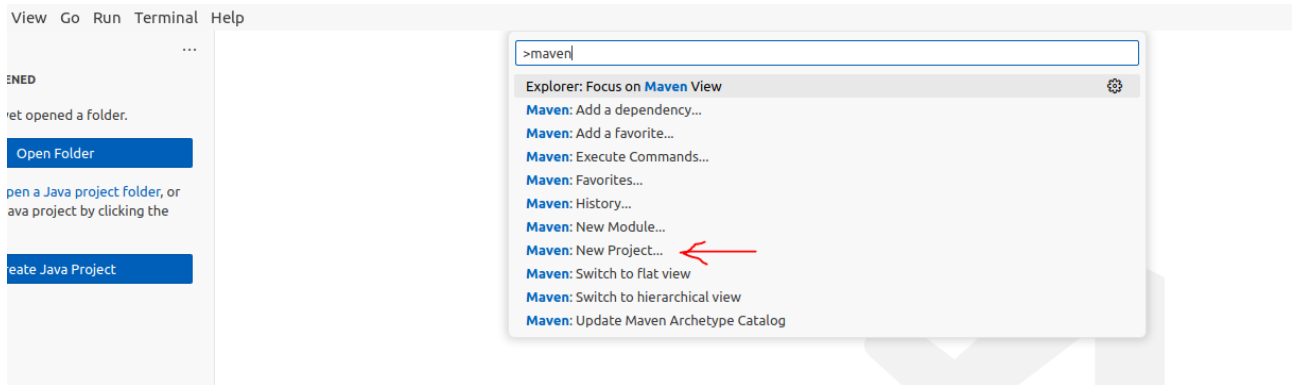 View Go Run Terminal Help
...
ENED
yet opened a folder.
Open Folder
pen a Java project folder, or
ava project by clicking the
reate Java Project
>maven
Explorer: Focus on Maven View
Maven: Add a dependency...
Maven: Add a favorite...
Maven: Execute Commands...
Maven: Favorites...
Maven: History...
Maven: New Module...
Maven: New Project...
Maven: Switch to flat view
Maven: Switch to hierarchical view
Maven: Update Maven Archetype Catalog